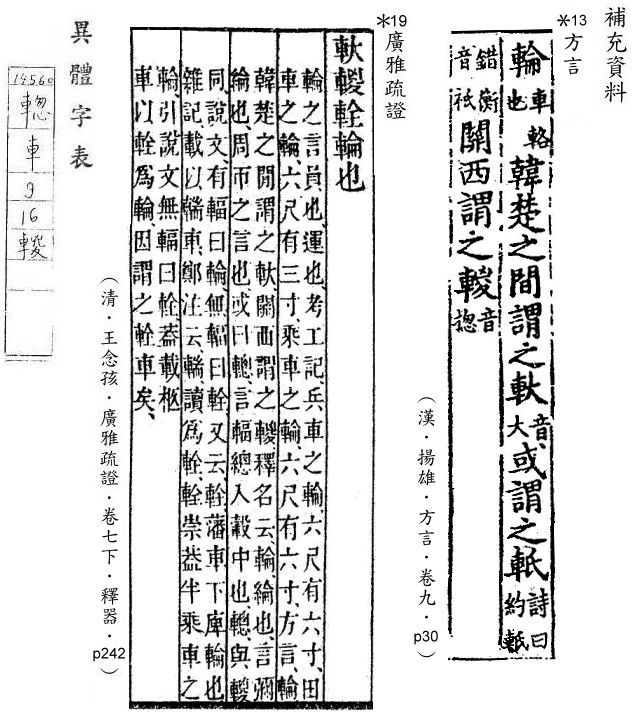 補充資料
*13 方言
輪車輅也韓楚之間謂之軑音大或謂之軝詩曰約軝
錯衡音祇關西謂之䡯音揔
(漢．揚雄．方言．卷九．p30)
*19 廣雅疏證
軑䡯輇輪也
輪之言員也、運也、考工記、兵車之輪、六尺有六寸、田
車之輪、六尺有三寸、乘車之輪、六尺有六寸、方言、輪、
韓楚之閒謂之軑、關西謂之䡯、釋名云、輪、綸也、言彌
綸也、周帀之言也、或曰、言輻總入轂中也、與䡯
同、說文、有輻曰輪、無輻曰輇、又云、輇、藩車下庳輪也、
雜記、載以輲車、鄭注云、輲、讀爲輇、輇、崇蓋半乘車之
輪、引說文無輻曰輇、蓋載柩
車以輇爲輪、因謂之輇車矣、
(清．王念孫．廣雅疏證．卷七下．釋器．p242)
異體字表
14560
車
9
16
䡯